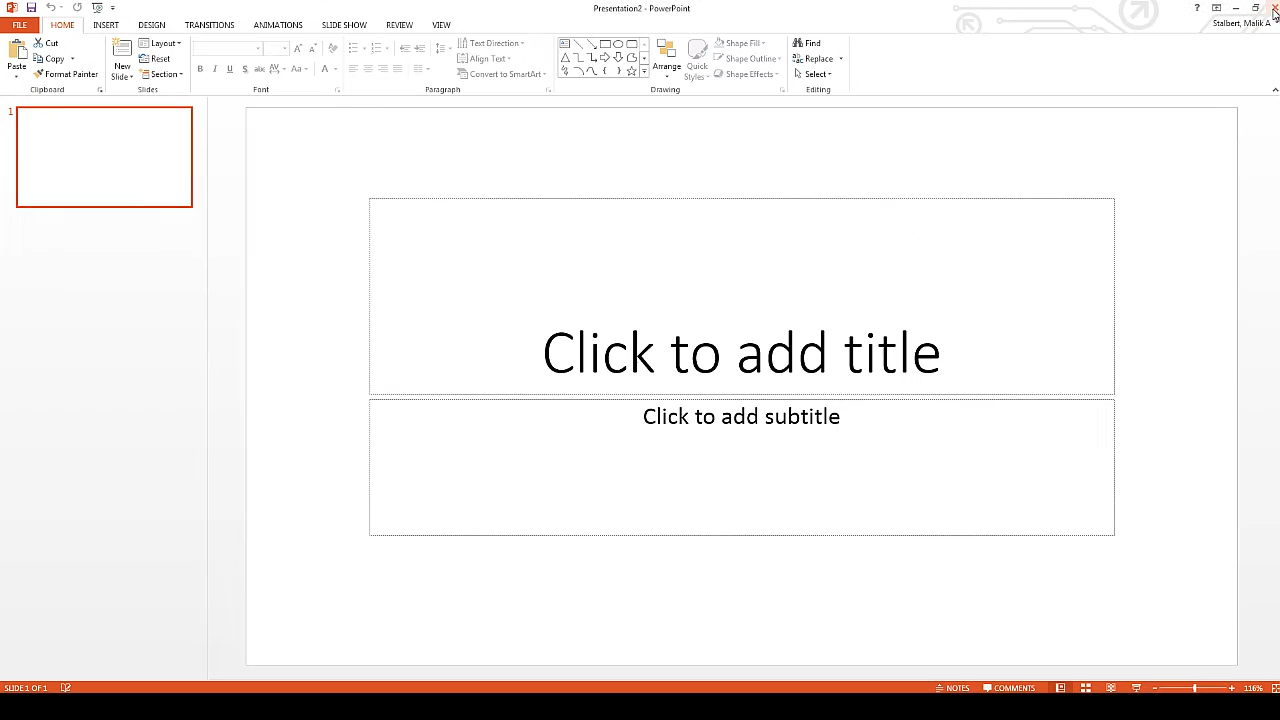 Presentation2 - PowerPoint
FILE HOME INSERT DESIGN TRANSITIONS ANIMATIONS SLIDE SHOW REVIEW VIEW
Stalbert, Malik A
Paste
Cut
Copy
Format Painter
Clipboard
New
Slide
Layout
Reset
Section
Slides
B I U S abc AV Aa A
Font
Text Direction
Align Text
Convert to SmartArt
Paragraph
Arrange
Quick
Styles
Shape Fill
Shape Outline
Shape Effects
Drawing
Find
Replace
Select
Editing
1
Click to add title
Click to add subtitle
SLIDE 1 OF 1
NOTES COMMENTS 116%